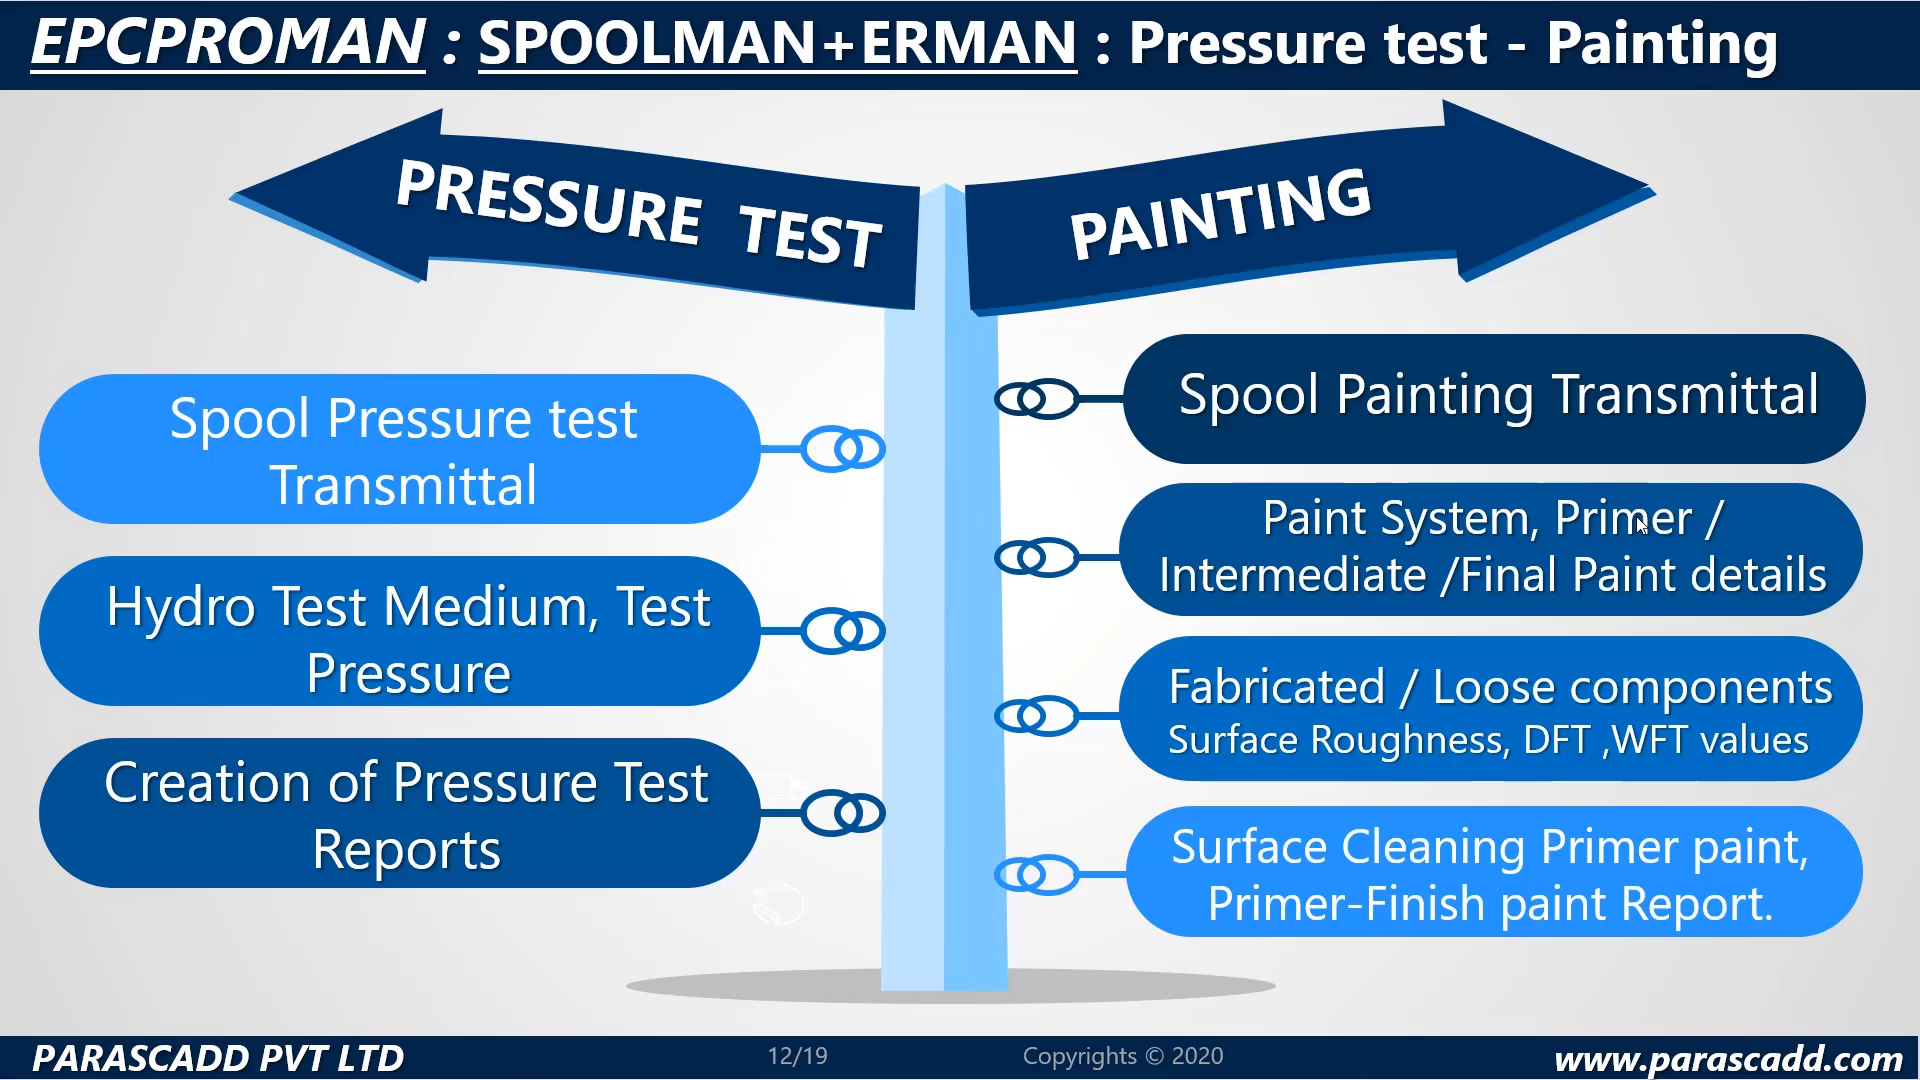 EPCPROMAN : SPOOLMAN+ERMAN : Pressure test - Painting
PRESSURE TEST
PAINTING
Spool Pressure test
Transmittal
Hydro Test Medium, Test
Pressure
Creation of Pressure Test
Reports
Spool Painting Transmittal
Paint System, Primer /
Intermediate /Final Paint details
Fabricated / Loose components
Surface Roughness, DFT ,WFT values
Surface Cleaning Primer paint,
Primer-Finish paint Report.
PARASCADD PVT LTD
12/19
Copyrights © 2020
www.parascadd.com